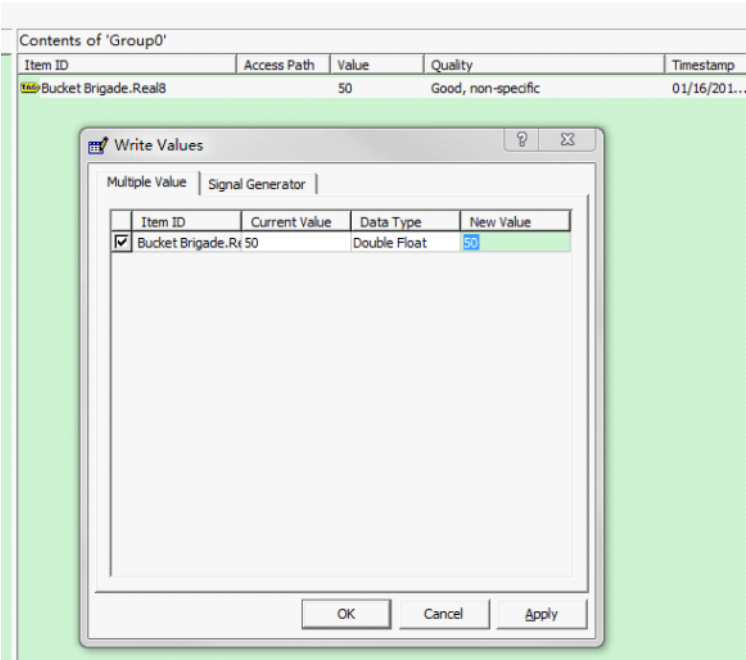 Contents of 'Group0'
Item ID Access Path Value Quality Timestamp
Bucket Brigade.Real8 50 Good, non-specific 01/16/201...
Write Values
Multiple Value Signal Generator
Item ID Current Value Data Type New Value
Bucket Brigade.Re 50 Double Float 50
OK Cancel Apply